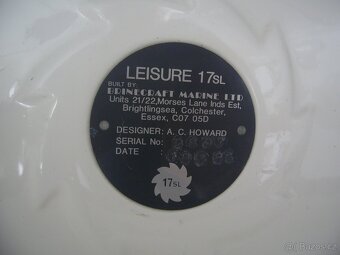 LEISURE 17SL
BUILT BY:
BRINECRAFT MARINE LTD
Units 21/22, Morses Lane Inds Est,
Brightlingsea, Colchester,
Essex, C07 05D
DESIGNER: A. C. HOWARD
SERIAL No:
DATE
17SL